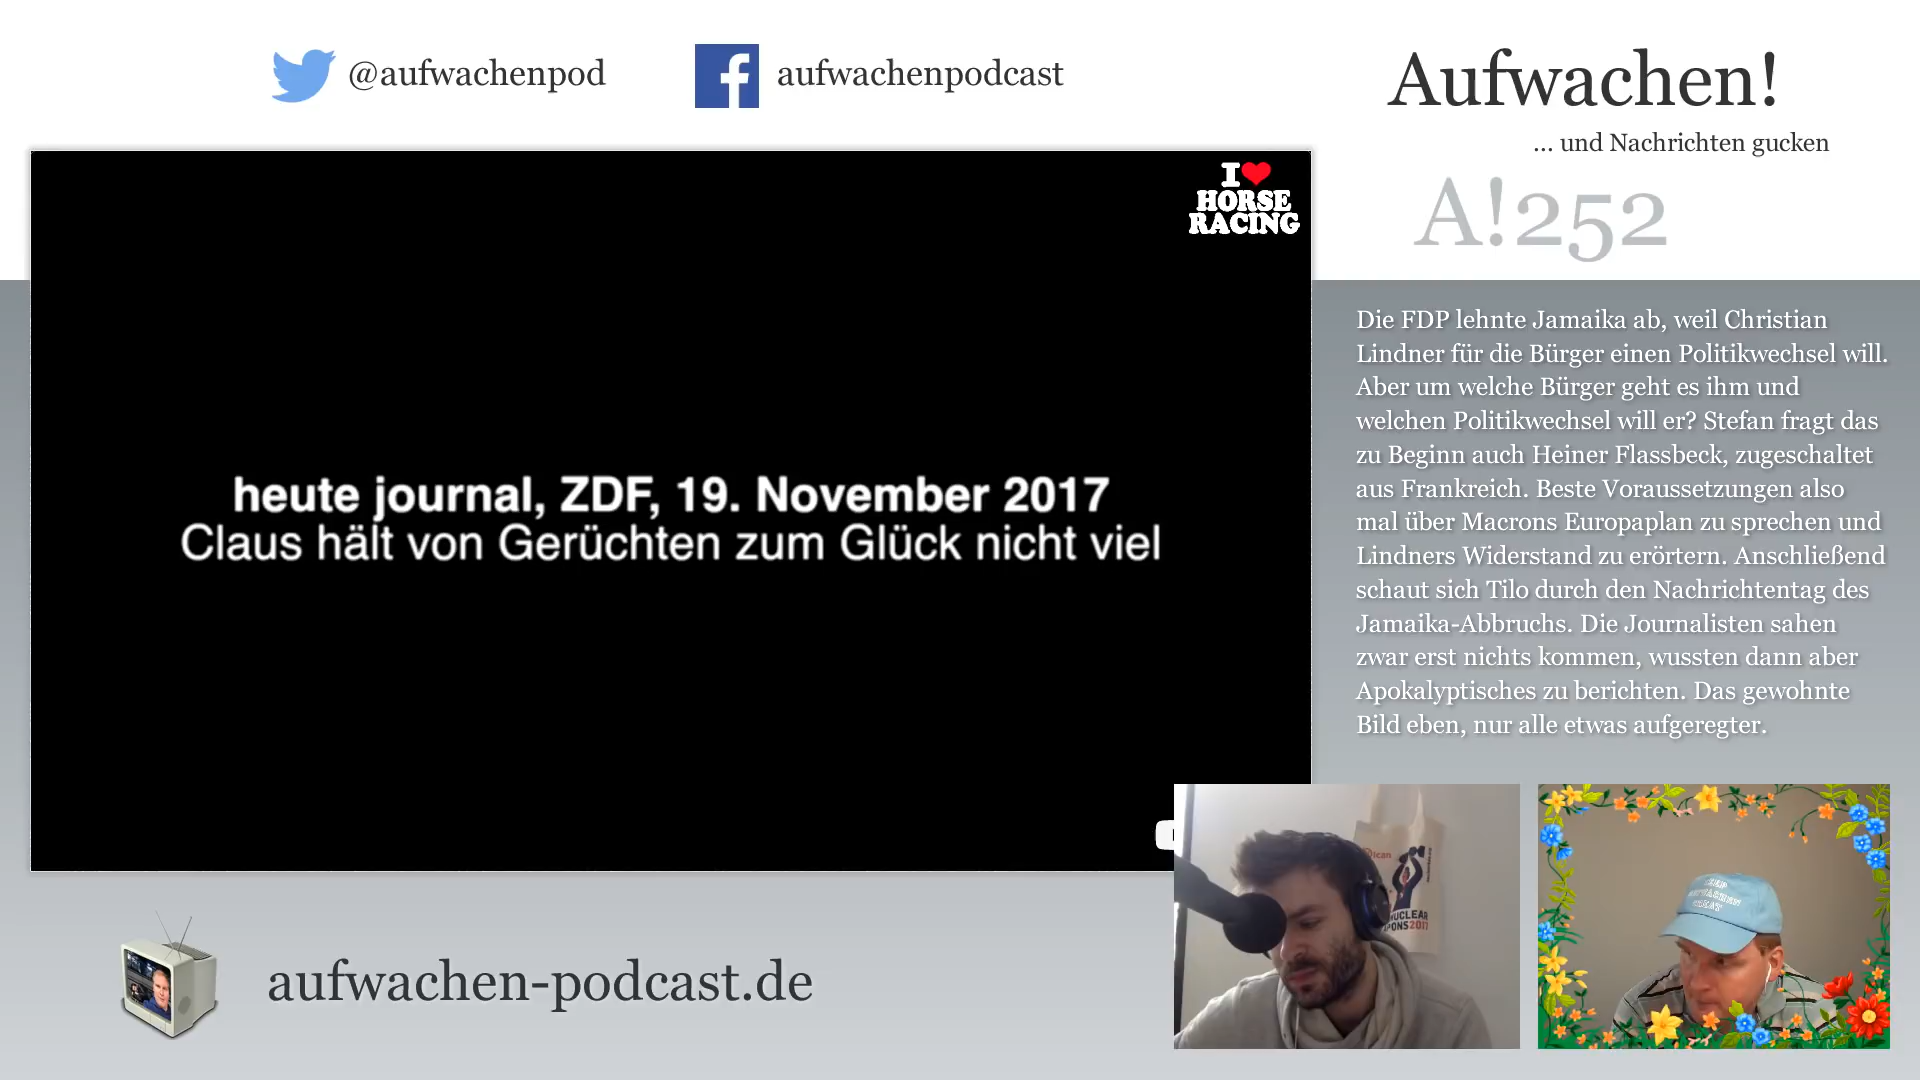 @aufwachenpod
aufwachenpodcast
Aufwachen!
... und Nachrichten gucken
A!252
I
HORSE
RACING
heute journal, ZDF, 19. November 2017
Claus hält von Gerüchten zum Glück nicht viel
Die FDP lehnte Jamaika ab, weil Christian
Lindner für die Bürger einen Politikwechsel will.
Aber um welche Bürger geht es ihm und
welchen Politikwechsel will er? Stefan fragt das
zu Beginn auch Heiner Flassbeck, zugeschaltet
aus Frankreich. Beste Voraussetzungen also
mal über Macrons Europaplan zu sprechen und
Lindners Widerstand zu erörtern. Anschließend
schaut sich Tilo durch den Nachrichtentag des
Jamaika-Abbruchs. Die Journalisten sahen
zwar erst nichts kommen, wussten dann aber
Apokalyptisches zu berichten. Das gewohnte
Bild eben, nur alle etwas aufgeregter.
aufwachen-podcast.de